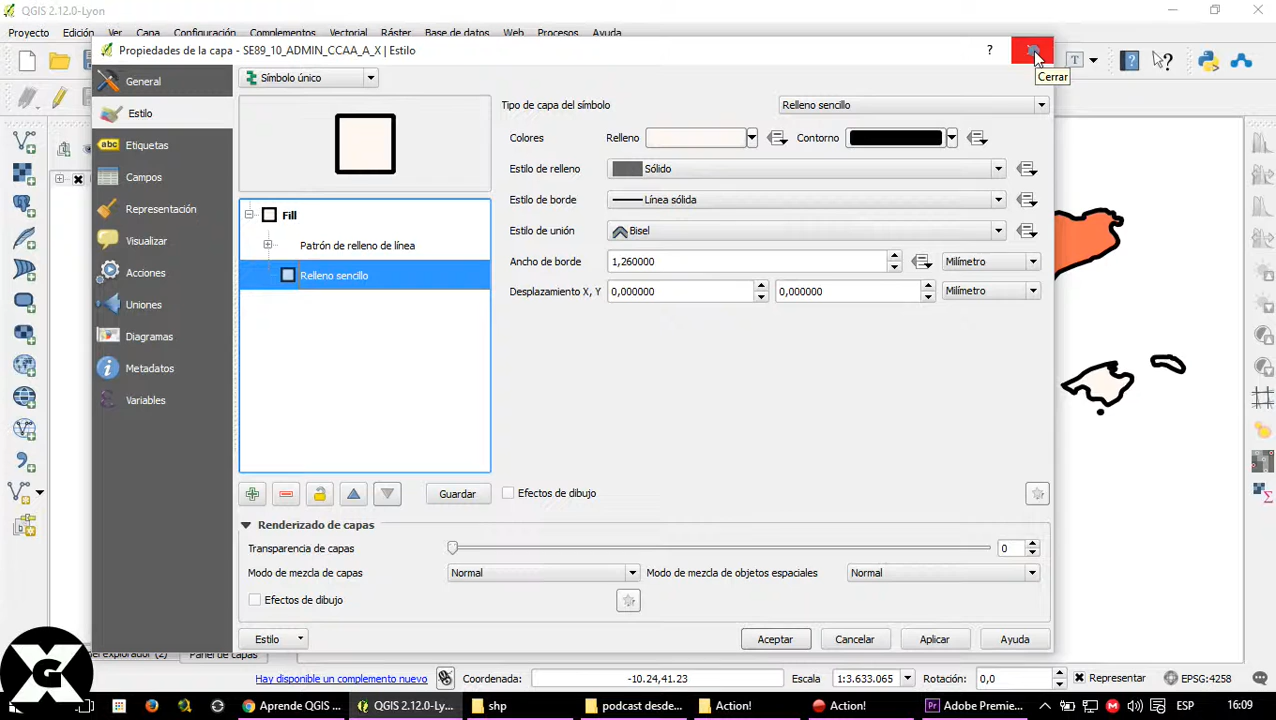 QGIS 2.12.0-Lyon
Proyecto Edición Ver Capa Configuración Complementos Vectorial Ráster Base de datos Web Procesos Ayuda
Propiedades de la capa - SE89_10_ADMIN_CCAA_A_X | Estilo
?
Cerrar
T
General
Estilo
abc Etiquetas
Campos
Representación
Visualizar
Acciones
Uniones
Diagramas
Metadatos
Variables
Símbolo único
Fill
Patrón de relleno de línea
Relleno sencillo
Guardar
Tipo de capa del símbolo Relleno sencillo
Colores Relleno Contorno
Estilo de relleno Sólido
Estilo de borde Línea sólida
Estilo de unión Bisel
Ancho de borde 1,260000 Milímetro
Desplazamiento X, Y 0,000000 0,000000 Milímetro
Efectos de dibujo
Renderizado de capas
Transparencia de capas 0
Modo de mezcla de capas Normal Modo de mezcla de objetos espaciales Normal
Efectos de dibujo
Estilo Aceptar Cancelar Aplicar Ayuda
Panel de capas
Hay disponible un complemento nuevo Coordenada: -10.24,41.23 Escala 1:3.633.065 Rotación: 0,0 Representar EPSG:4258
XG
Aprende QGIS ... QGIS 2.12.0-Ly... shp podcast desde... Action! Action! Pr Adobe Premie... ESP 16:09